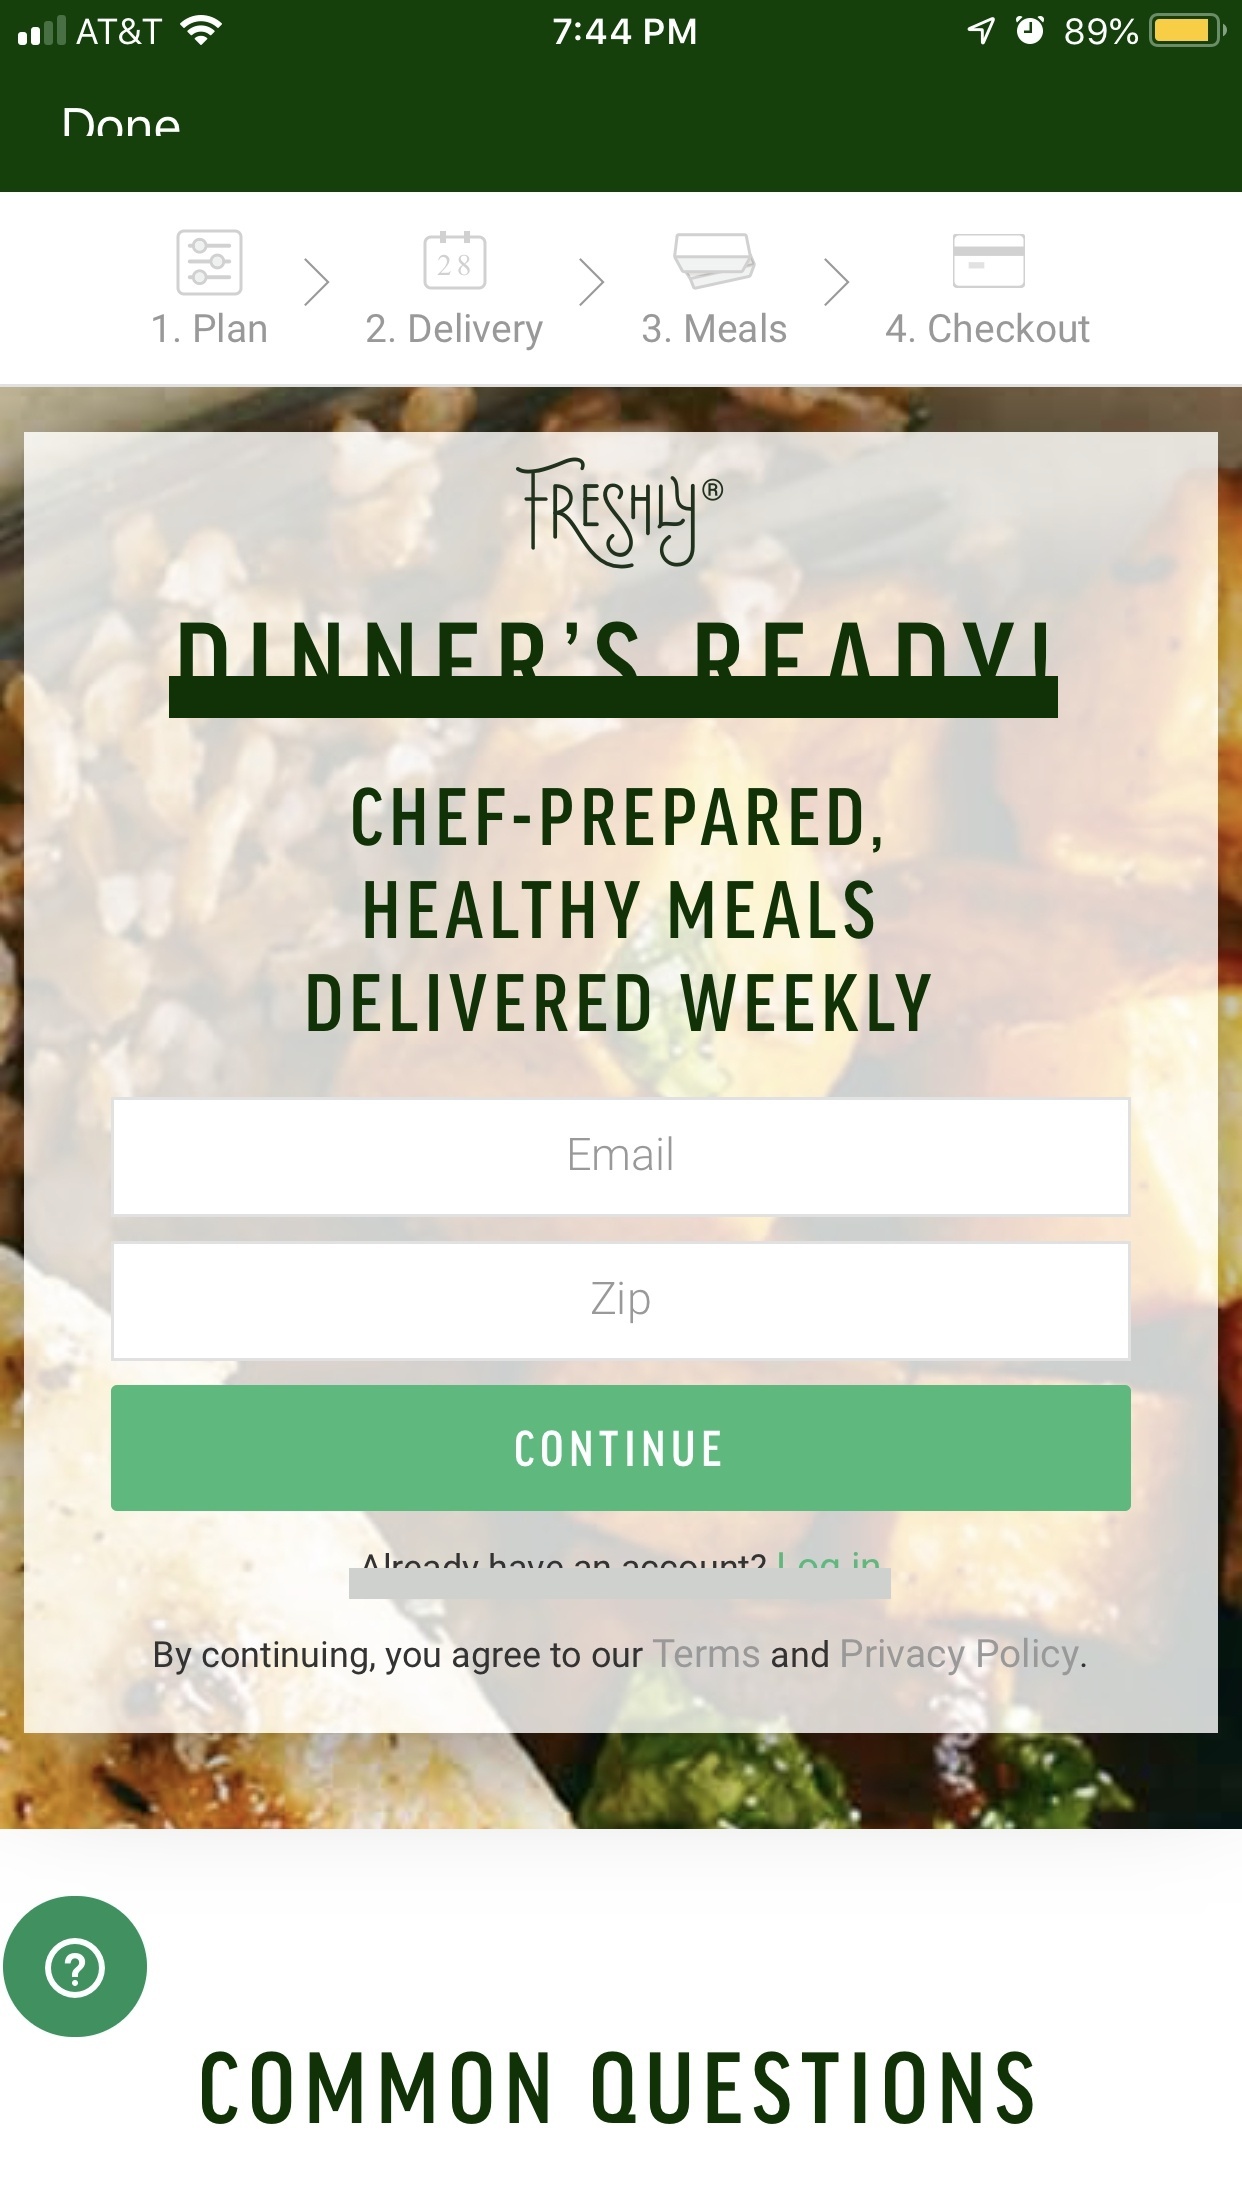 AT&T 7:44 PM 89%
Done
28
1. Plan 2. Delivery 3. Meals 4. Checkout
FRESHLY®
DINNER'S READY!
CHEF-PREPARED,
HEALTHY MEALS
DELIVERED WEEKLY
Email
Zip
CONTINUE
Already have an account? Log in
By continuing, you agree to our Terms and Privacy Policy.
?
COMMON QUESTIONS